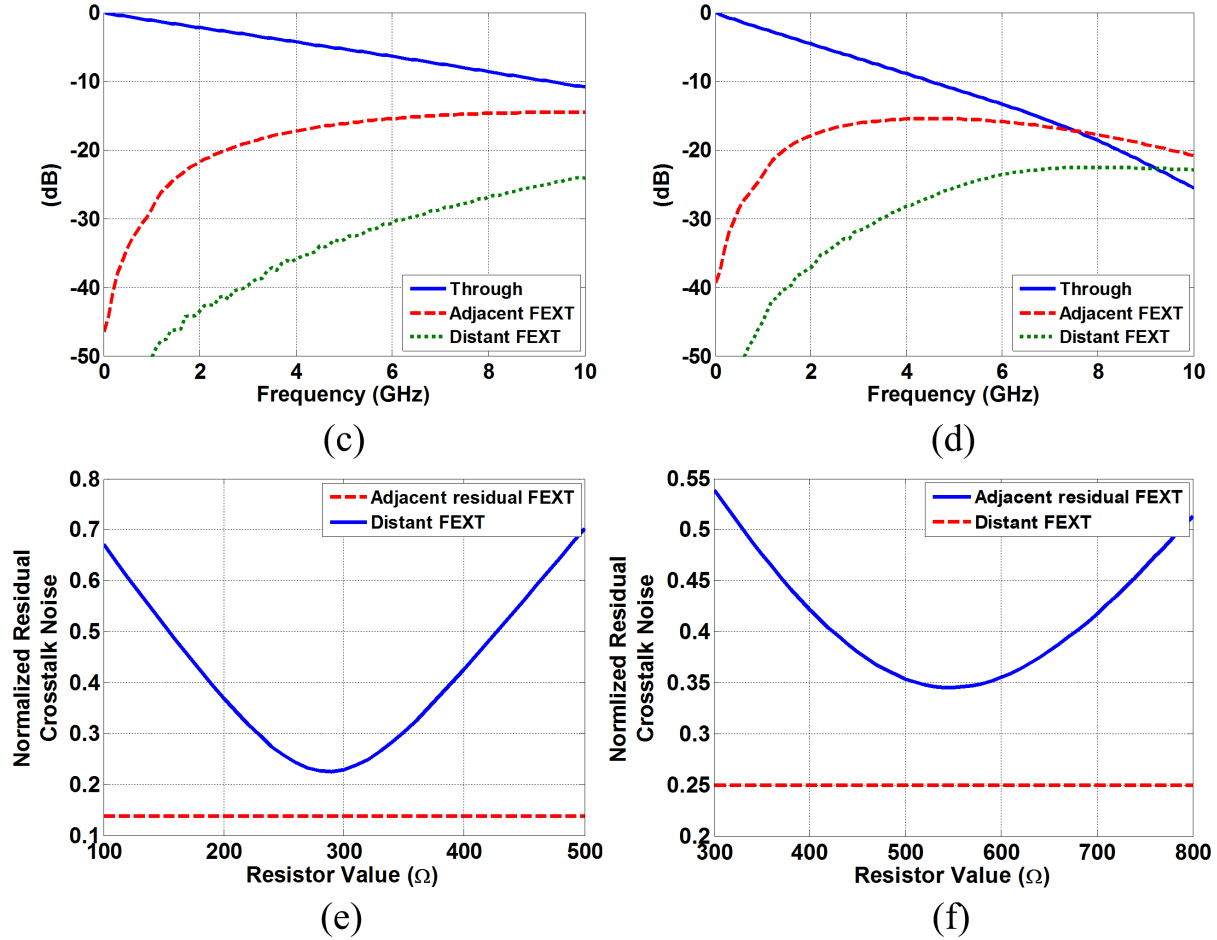 0
-10
-20
-30
-40
-50
(dB)
0 2 4 6 8 10
Frequency (GHz)
Through
Adjacent FEXT
Distant FEXT
(c)
0
-10
-20
-30
-40
-50
(dB)
0 2 4 6 8 10
Frequency (GHz)
Through
Adjacent FEXT
Distant FEXT
(d)
0.8
0.7
0.6
0.5
0.4
0.3
0.2
0.1
Normalized Residual
Crosstalk Noise
100 200 300 400 500
Resistor Value (Ω)
Adjacent residual FEXT
Distant FEXT
(e)
0.55
0.5
0.45
0.4
0.35
0.3
0.25
0.2
Normlized Residual
Crosstalk Noise
300 400 500 600 700 800
Resistor Value (Ω)
Adjacent residual FEXT
Distant FEXT
(f)